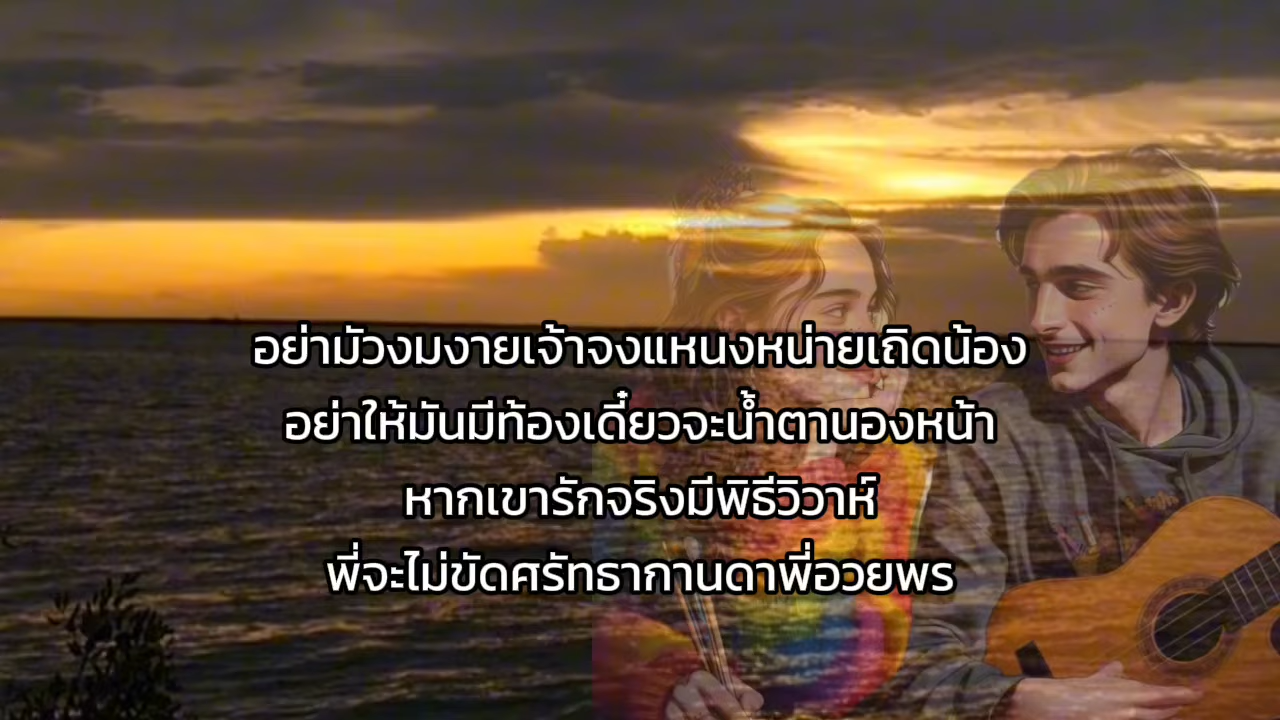 อย่ามัวงมงายเจ้าจงแหนงหน่ายเถิดน้อง
อย่าให้มันมีท้องเดี๋ยวจะน้ำตานองหน้า
หากเขารักจริงมีพิธีวิวาห์
พี่จะไม่ขัดศรัทธากานดาพี่อวยพร